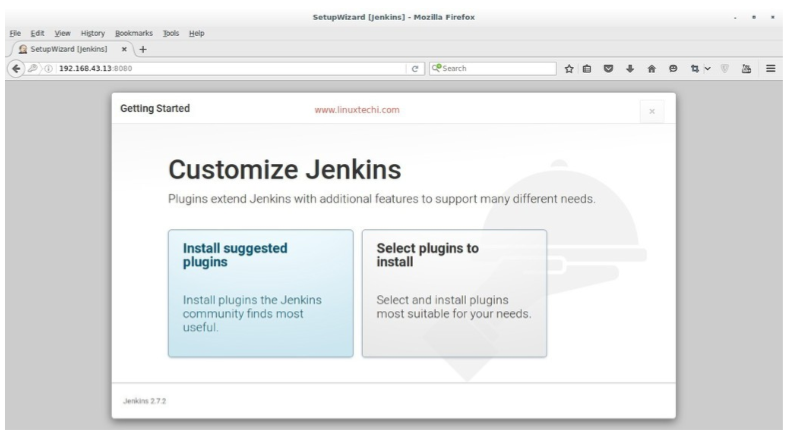 SetupWizard [Jenkins] - Mozilla Firefox
File Edit View History Bookmarks Tools Help
SetupWizard [Jenkins] × +
192.168.43.13:8080 Search
Getting Started www.linuxtechi.com ×
Customize Jenkins
Plugins extend Jenkins with additional features to support many different needs.
Install suggested
plugins
Install plugins the Jenkins
community finds most
useful.
Select plugins to
install
Select and install plugins
most suitable for your needs.
Jenkins 2.7.2